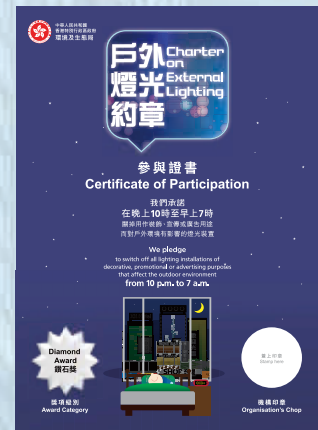 中華人民共和國
香港特別行政區政府
環境及生態局
戶外
燈光
約章
Charter
on
External
Lighting
參與證書
Certificate of Participation
我們承諾
在晚上10時至早上7時
關掉用作裝飾、宣傳或廣告用途
而對戶外環境有影響的燈光裝置
We pledge
to switch off all lighting installations of
decorative, promotional or advertising purposes
that affect the outdoor environment
from 10 p.m. to 7 a.m.
Diamond
Award
鑽石獎
獎項級別
Award Category
蓋上印章
Stamp here
機構印章
Organisation's Chop